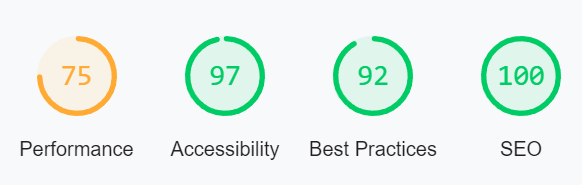 75 97 92 100
Performance Accessibility Best Practices SEO